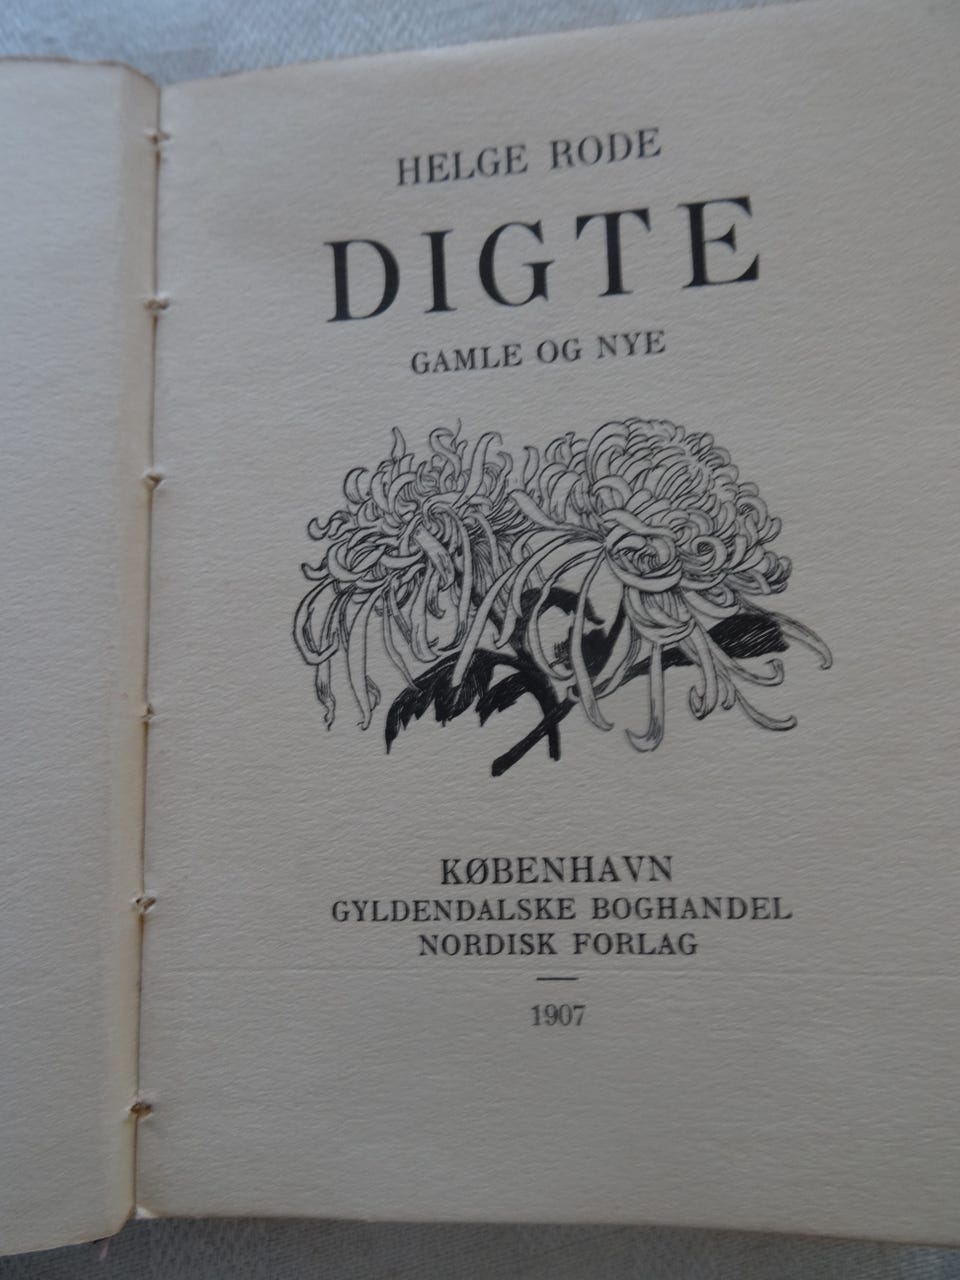 HELGE RODE
DIGTE
GAMLE OG NYE
KØBENHAVN
GYLDENDALSKE BOGHANDEL
NORDISK FORLAG
1907